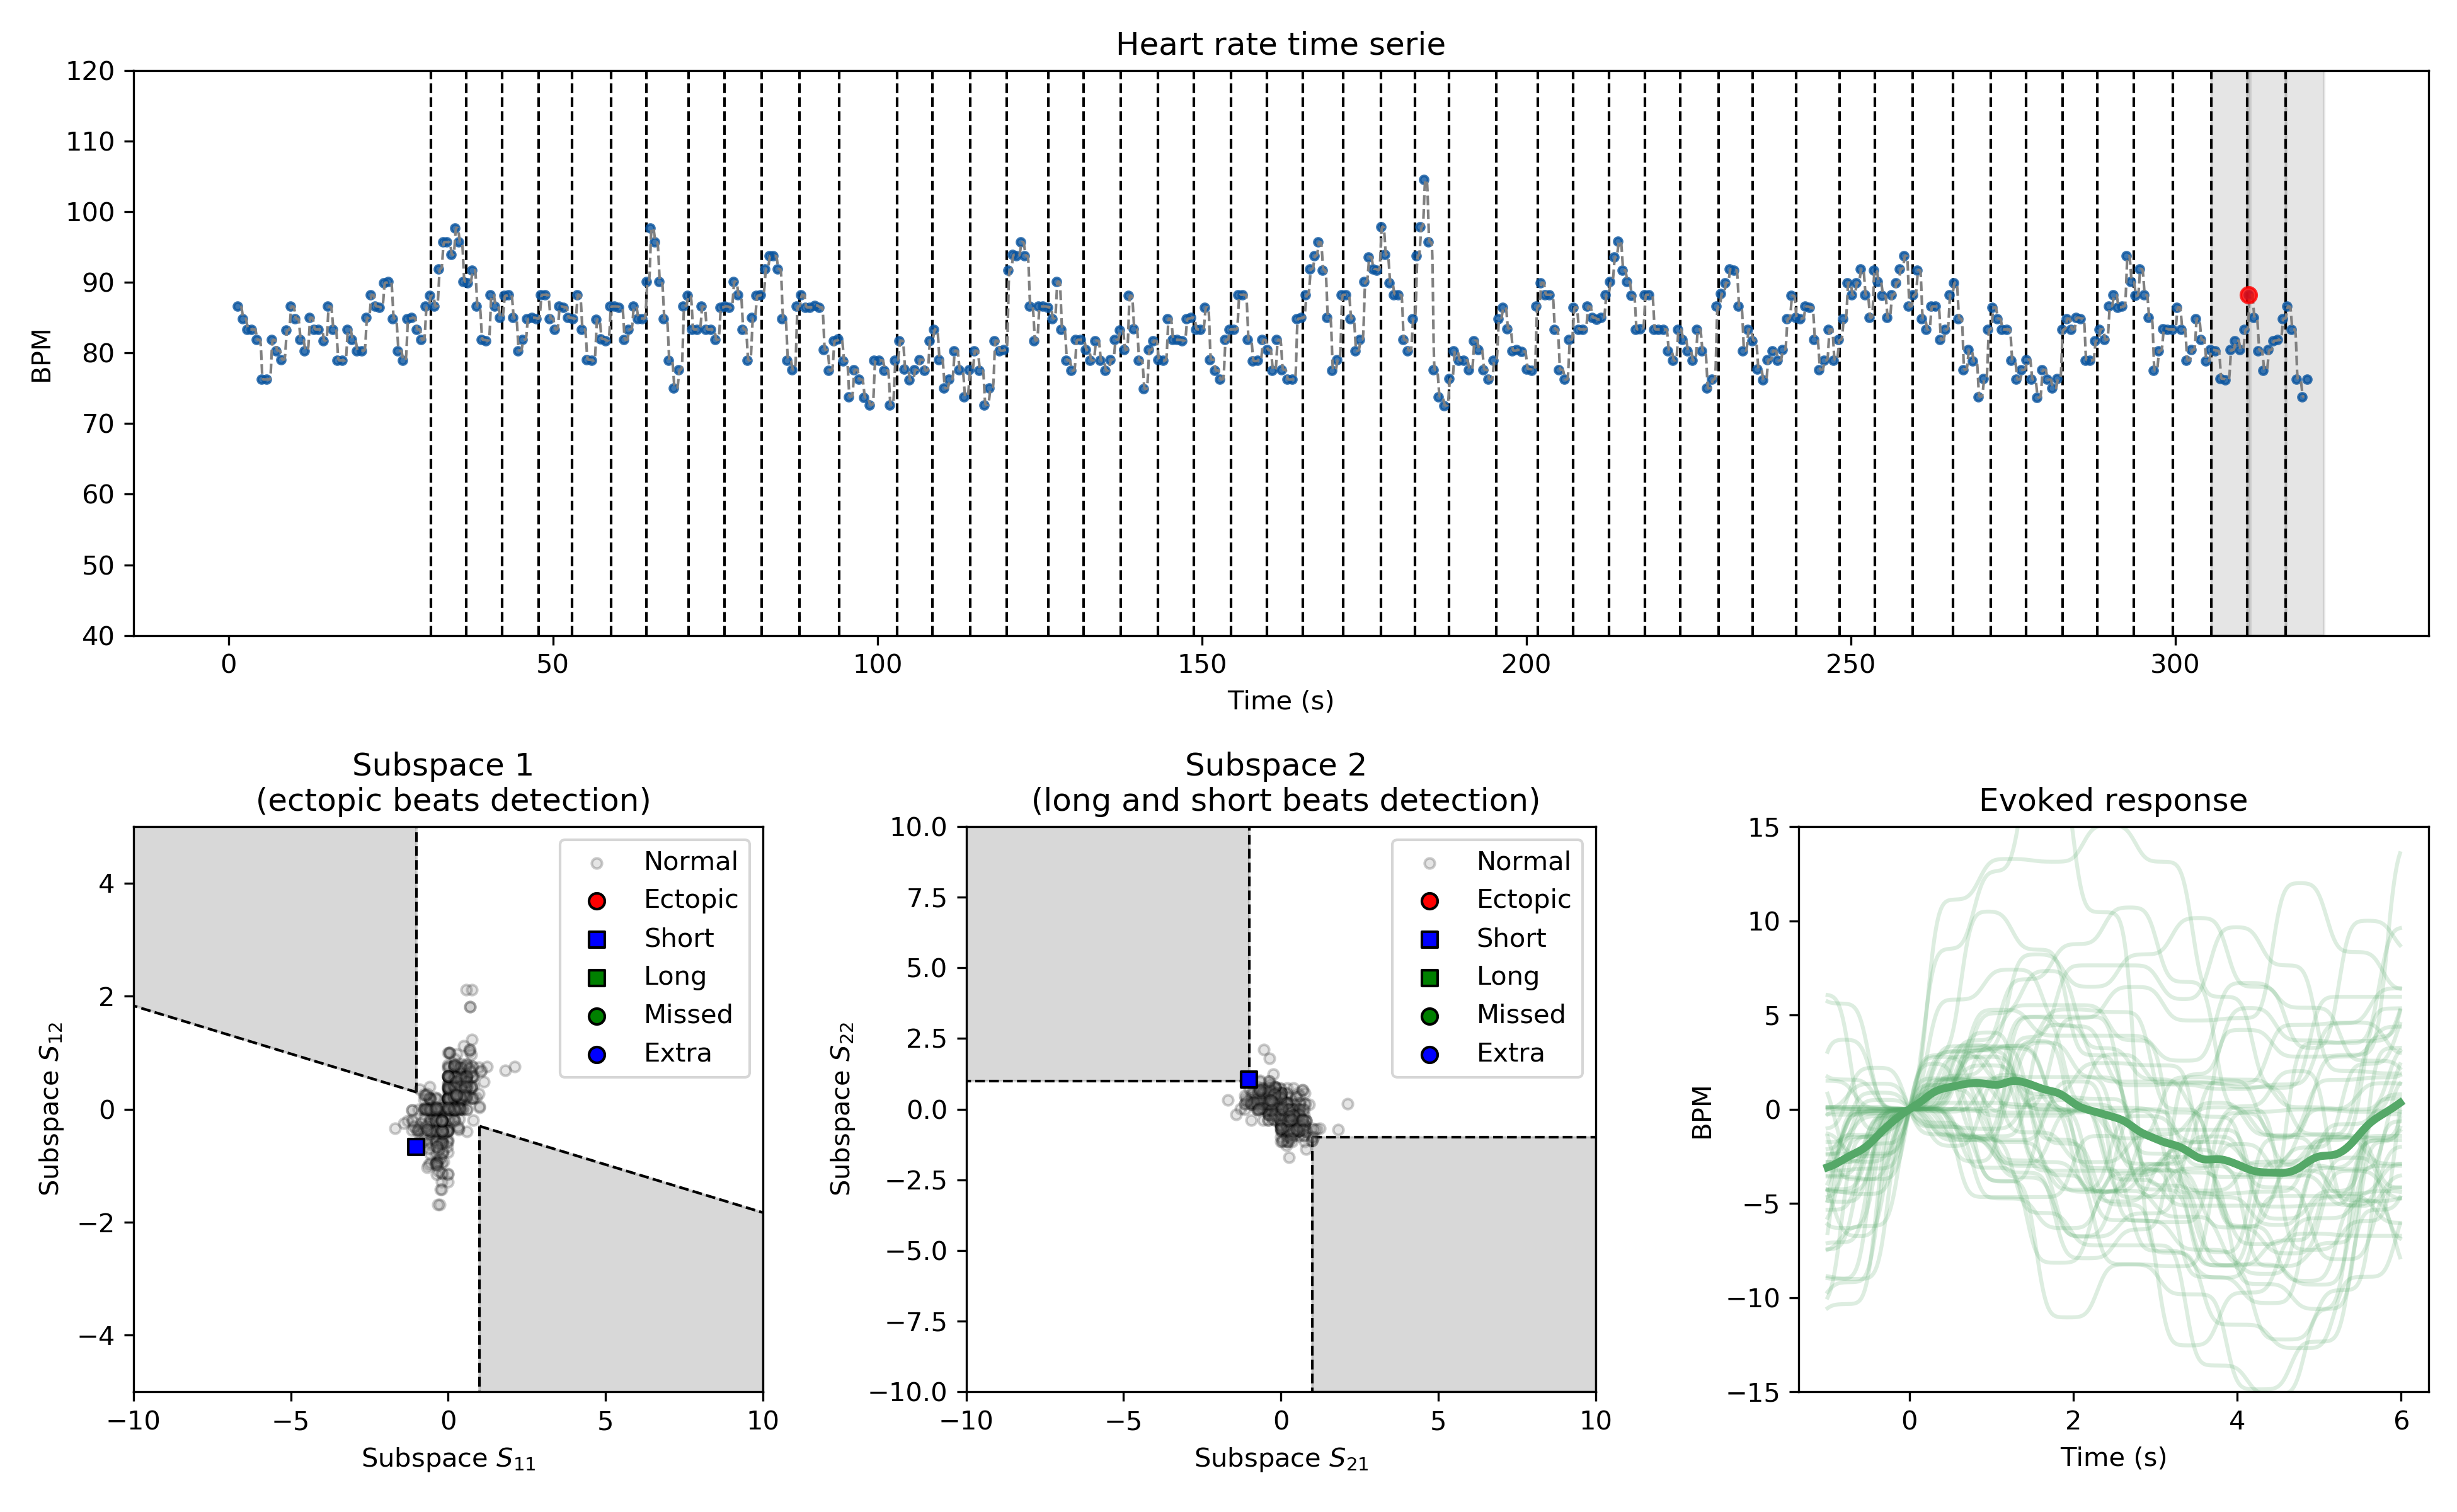 Heart rate time serie
120
110
100
90
80
70
60
50
40
BPM
0 50 100 150 200 250 300
Time (s)
Subspace 1
(ectopic beats detection)
4
2
0
−2
−4
Subspace S12
Normal
Ectopic
Short
Long
Missed
Extra
−10 −5 0 5 10
Subspace S11
Subspace 2
(long and short beats detection)
10.0
7.5
5.0
2.5
0.0
−2.5
−5.0
−7.5
−10.0
Subspace S22
Normal
Ectopic
Short
Long
Missed
Extra
−10 −5 0 5 10
Subspace S21
Evoked response
15
10
5
0
−5
−10
−15
BPM
0 2 4 6
Time (s)